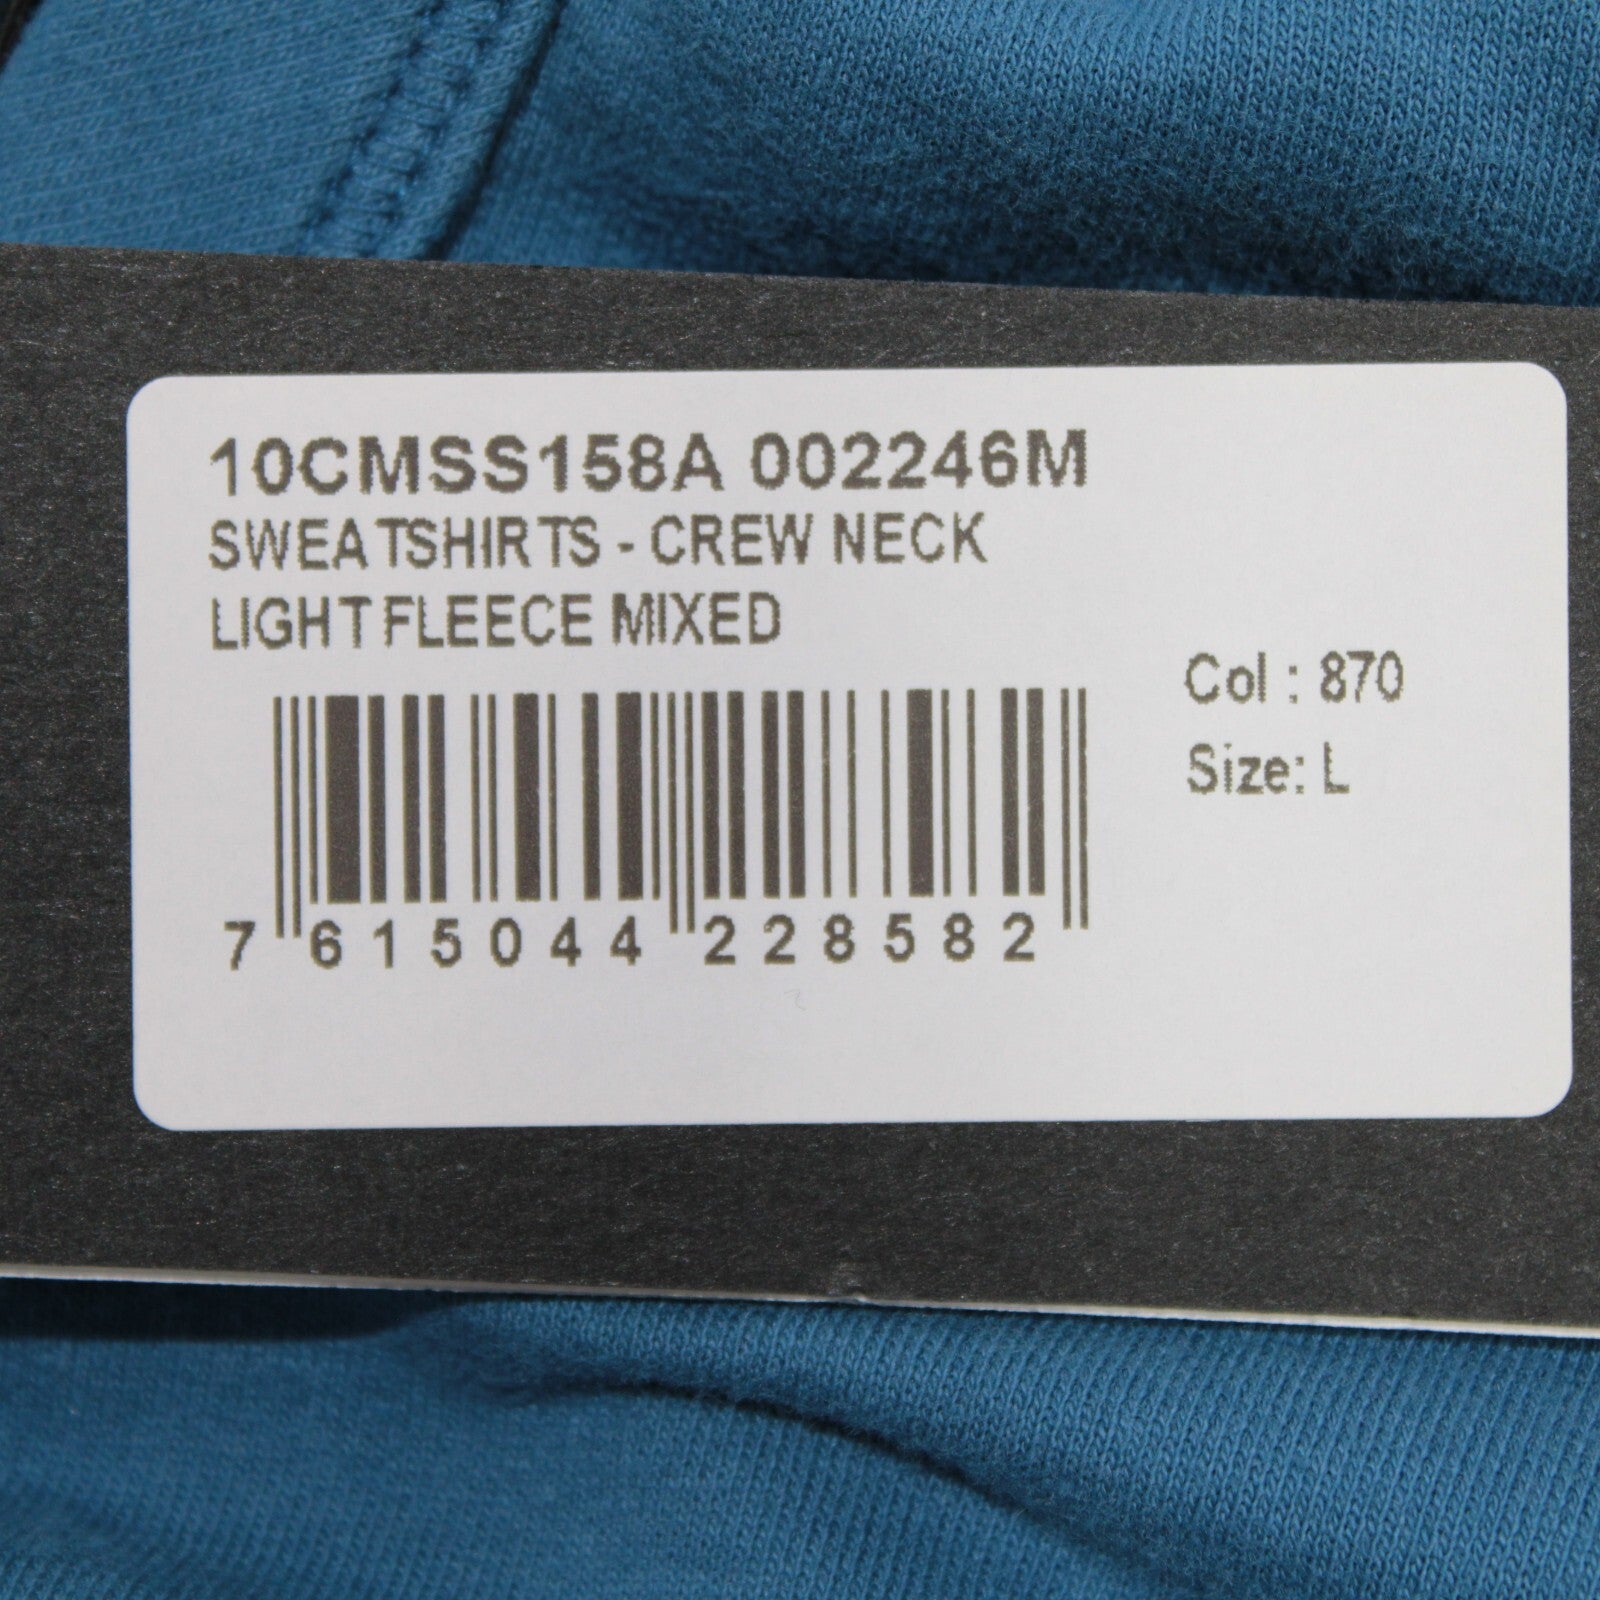 10CMSS158A 002246M
SWEATSHIRTS - CREW NECK
LIGHT FLEECE MIXED
Col : 870
Size: L
7 615044 228582